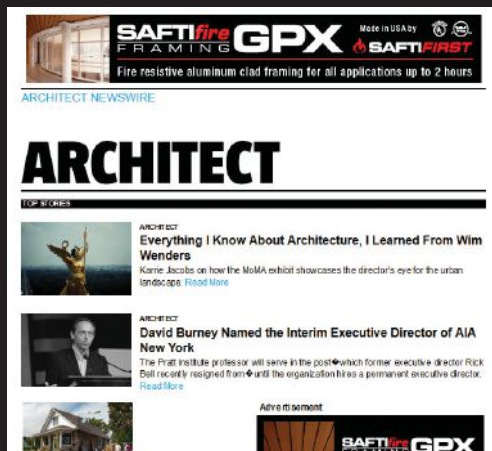 SAFTIfire GPX Made in USA by
FRAMING SAFTIFIRST
Fire resistive aluminum clad framing for all applications up to 2 hours
ARCHITECT NEWSWIRE
ARCHITECT
TOP STORIES
ARCHITECT
Everything I Know About Architecture, I Learned From Wim
Wenders
Karrie Jacobs on how the MoMA exhibit showcases the director's eye for the urban
landscape. Read More
ARCHITECT
David Burney Named the Interim Executive Director of AIA
New York
The Pratt Institute professor will serve in the post�which former executive director Rick
Bell recently resigned from�until the organization hires a permanent executive director.
Read More
Advertisement
SAFTIfire GPX